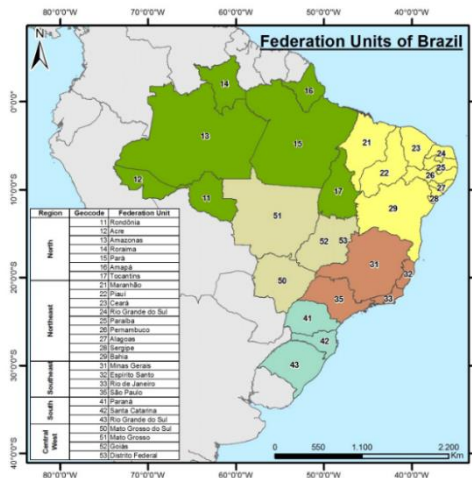 80°0'0"W 70°0'0"W 60°0'0"W 50°0'0"W 40°0'0"W
N
Federation Units of Brazil
0°0'0"
10°0'0"S
20°0'0"S
30°0'0"S
40°0'0"S
14
16
13
15
21
23
24
25
22
26
27
28
12
11
17
29
51
52
53
31
32
50
35
33
41
42
43
Region Geocode Federation Unit
North
11 Rondônia
12 Acre
13 Amazonas
14 Roraima
15 Pará
16 Amapá
17 Tocantins
Northeast
21 Maranhão
22 Piauí
23 Ceará
24 Rio Grande do Sul
25 Paraíba
26 Pernambuco
27 Alagoas
28 Sergipe
29 Bahia
Southeast
31 Minas Gerais
32 Espírito Santo
33 Rio de Janeiro
35 São Paulo
South
41 Paraná
42 Santa Catarina
43 Rio Grande do Sul
Central West
50 Mato Grosso do Sul
51 Mato Grosso
52 Goiás
53 Distrito Federal
0 550 1.100 2.200
Km
80°0'0"W 70°0'0"W 60°0'0"W 50°0'0"W 40°0'0"W